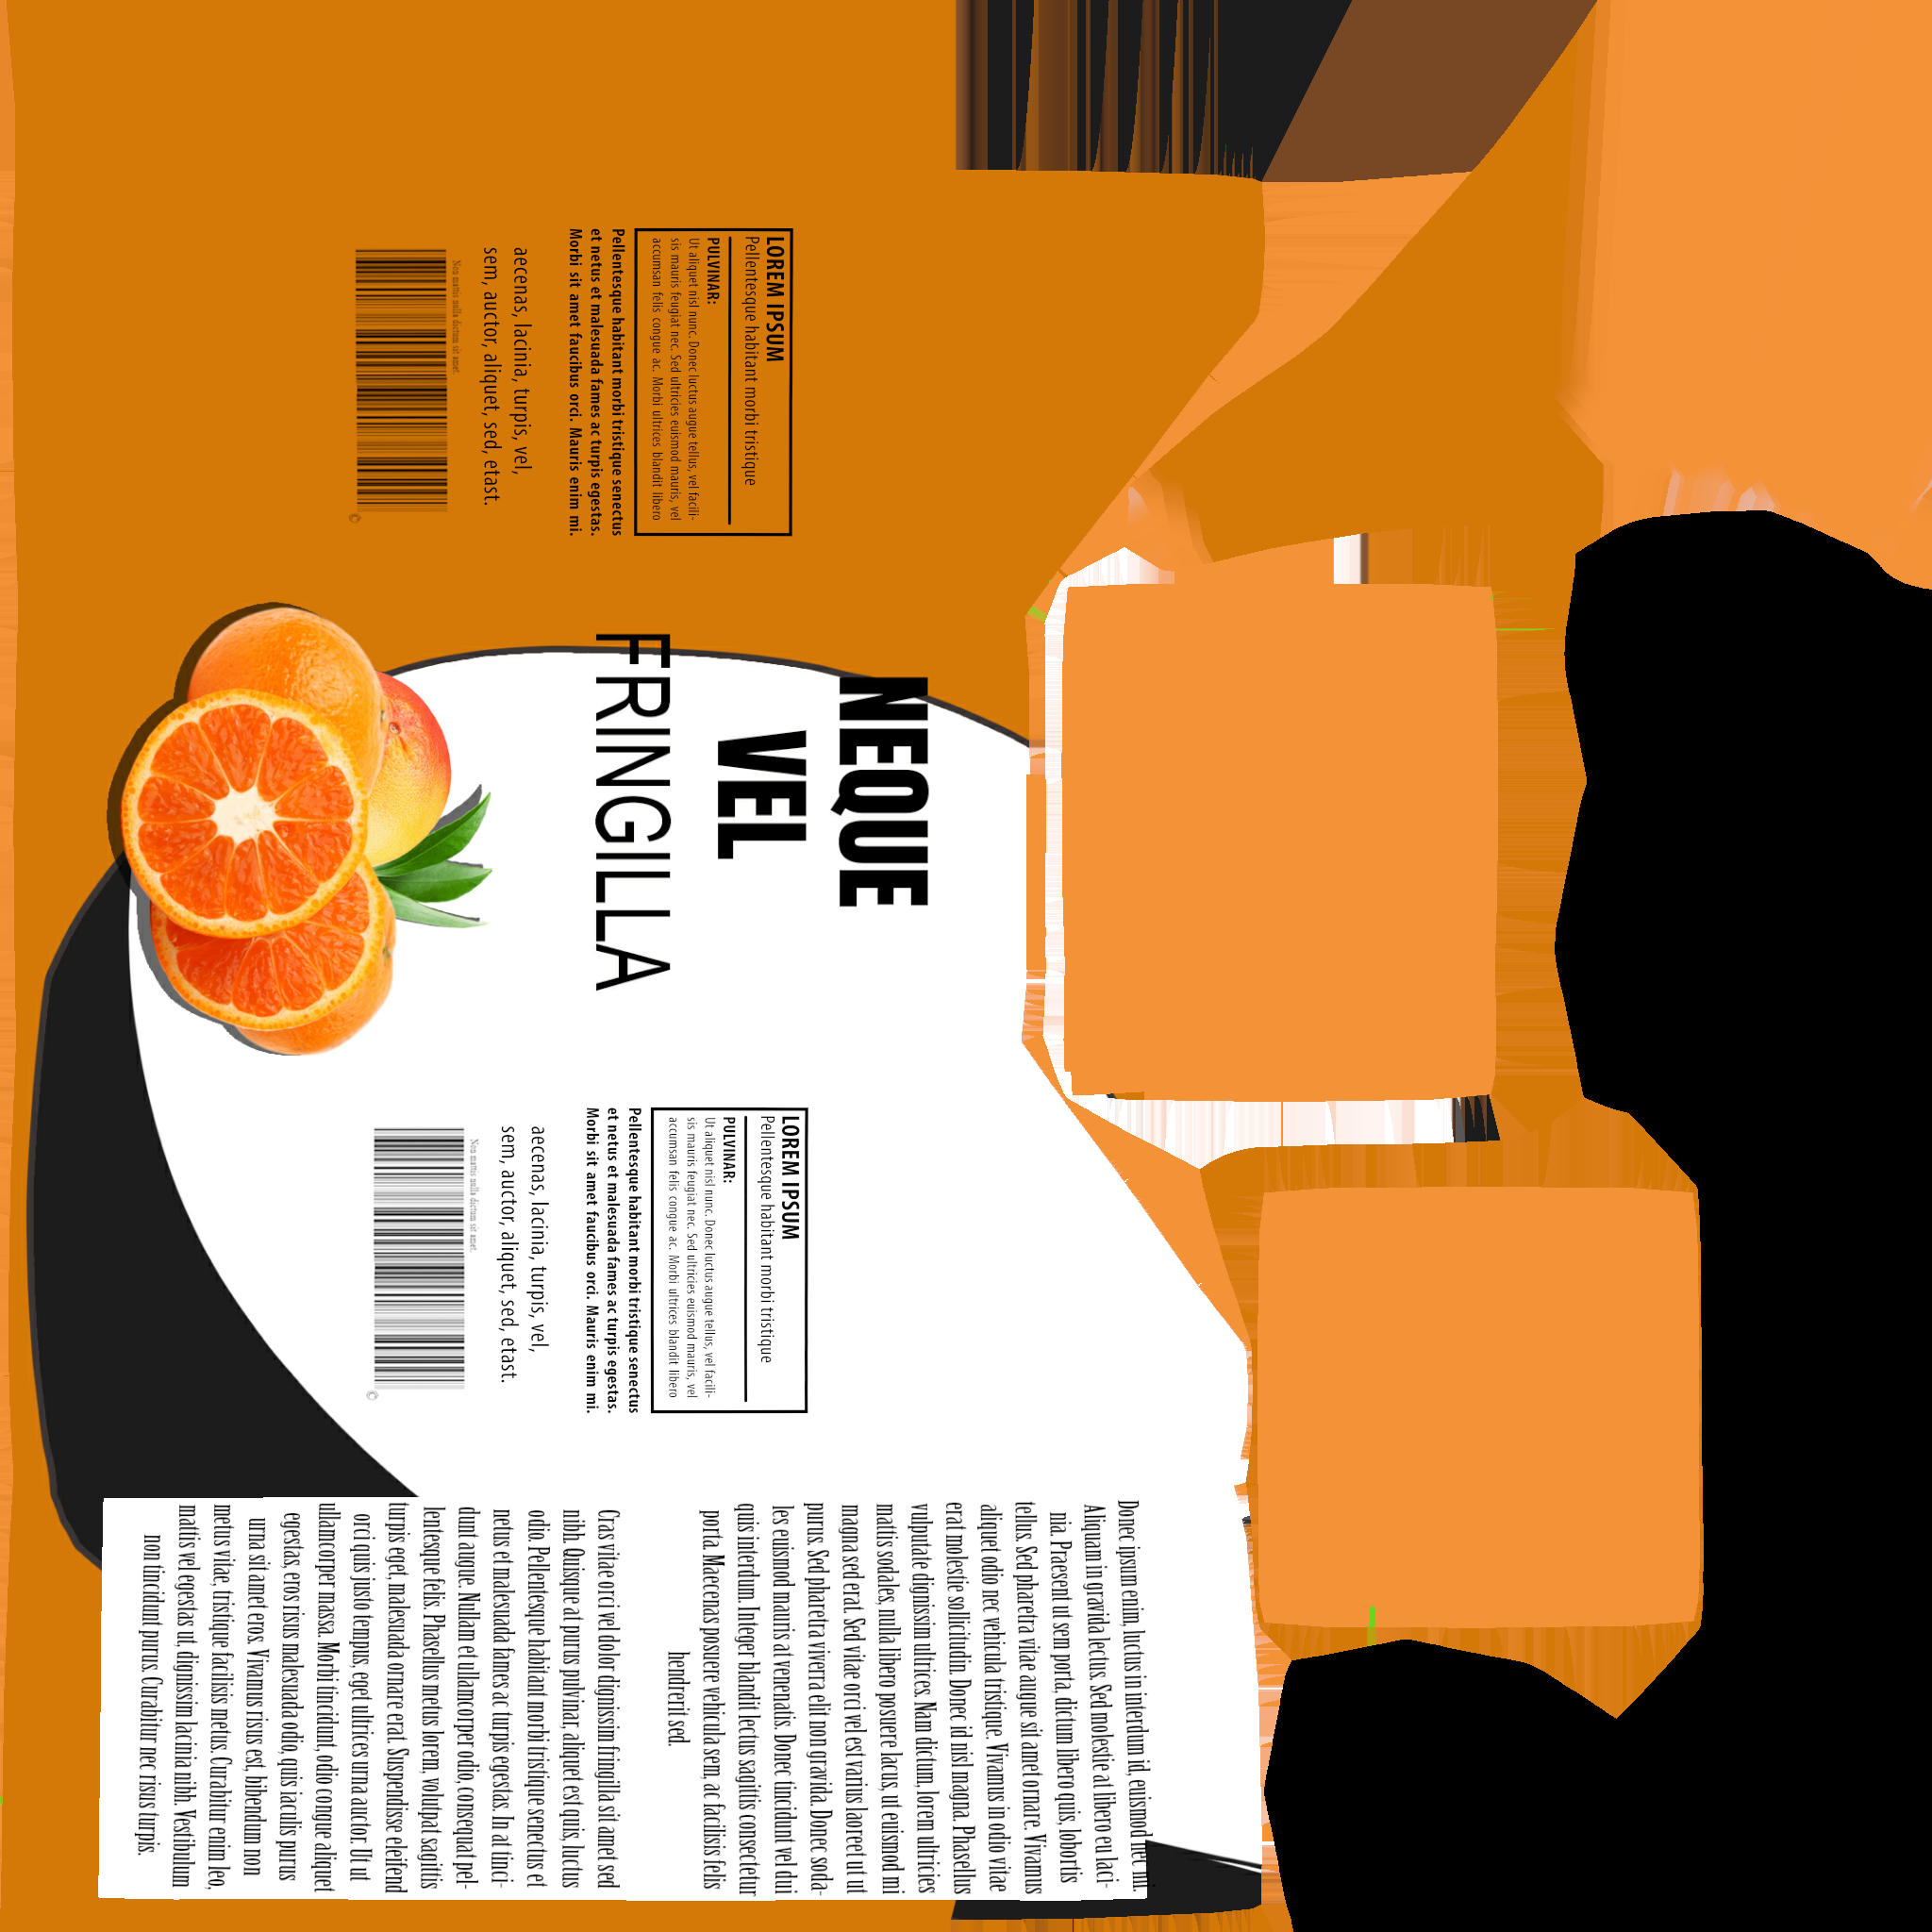 LOREM IPSUM
Pellentesque habitant morbi tristique
PULVINAR:
Ut aliquet nisl nunc. Donec luctus augue tellus, vel facili-
sis mauris feugiat nec. Sed ultricies euismod mauris, vel
accumsan felis congue ac. Morbi ultrices blandit libero
Pellentesque habitant morbi tristique senectus
et netus et malesuada fames ac turpis egestas.
Morbi sit amet faucibus orci. Mauris enim mi.
aecenas, lacinia, turpis, vel,
sem, auctor, aliquet, sed, etast.
Non mattis nulla dictum sit amet.
©
NEQUE
VEL
FRINGILLA
LOREM IPSUM
Pellentesque habitant morbi tristique
PULVINAR:
Ut aliquet nisl nunc. Donec luctus augue tellus, vel facili-
sis mauris feugiat nec. Sed ultricies euismod mauris, vel
accumsan felis congue ac. Morbi ultrices blandit libero
Pellentesque habitant morbi tristique senectus
et netus et malesuada fames ac turpis egestas.
Morbi sit amet faucibus orci. Mauris enim mi.
aecenas, lacinia, turpis, vel,
sem, auctor, aliquet, sed, etast.
Non mattis nulla dictum sit amet.
©
Donec ipsum enim, luctus in interdum id, euismod nec mi.
Aliquam in gravida lectus. Sed molestie at libero eu laci-
nia. Praesent ut sem porta, dictum libero quis, lobortis
tellus. Sed pharetra vitae augue sit amet ornare. Vivamus
aliquet odio nec vehicula tristique. Vivamus in odio vitae
erat molestie sollicitudin. Donec id nisl magna. Phasellus
vulputate dignissim ultrices. Nam dictum, lorem ultricies
mattis sodales, nulla libero posuere lacus, ut euismod mi
magna sed erat. Sed vitae orci vel est varius laoreet ut ut
purus. Sed pharetra viverra elit non gravida. Donec soda-
les euismod mauris at venenatis. Donec tincidunt vel dui
quis interdum. Integer blandit lectus sagittis consectetur
porta. Maecenas posuere vehicula sem, ac facilisis felis
hendrerit sed.
Cras vitae orci vel dolor dignissim fringilla sit amet sed
nibh. Quisque at purus pulvinar, aliquet est quis, luctus
odio. Pellentesque habitant morbi tristique senectus et
netus et malesuada fames ac turpis egestas. In at tinci-
dunt augue. Nullam et ullamcorper odio, consequat pel-
lentesque felis. Phasellus metus lorem, volutpat sagittis
turpis eget, malesuada ornare erat. Suspendisse eleifend
orci quis justo tempus, eget ultrices urna auctor. Ut ut
ullamcorper massa. Morbi tincidunt, odio congue aliquet
egestas, eros risus malesuada odio, quis iaculis purus
urna sit amet eros. Vivamus risus est, bibendum non
metus vitae, tristique facilisis metus. Curabitur enim leo,
mattis vel egestas ut, dignissim lacinia nibh. Vestibulum
non tincidunt purus. Curabitur nec risus turpis.